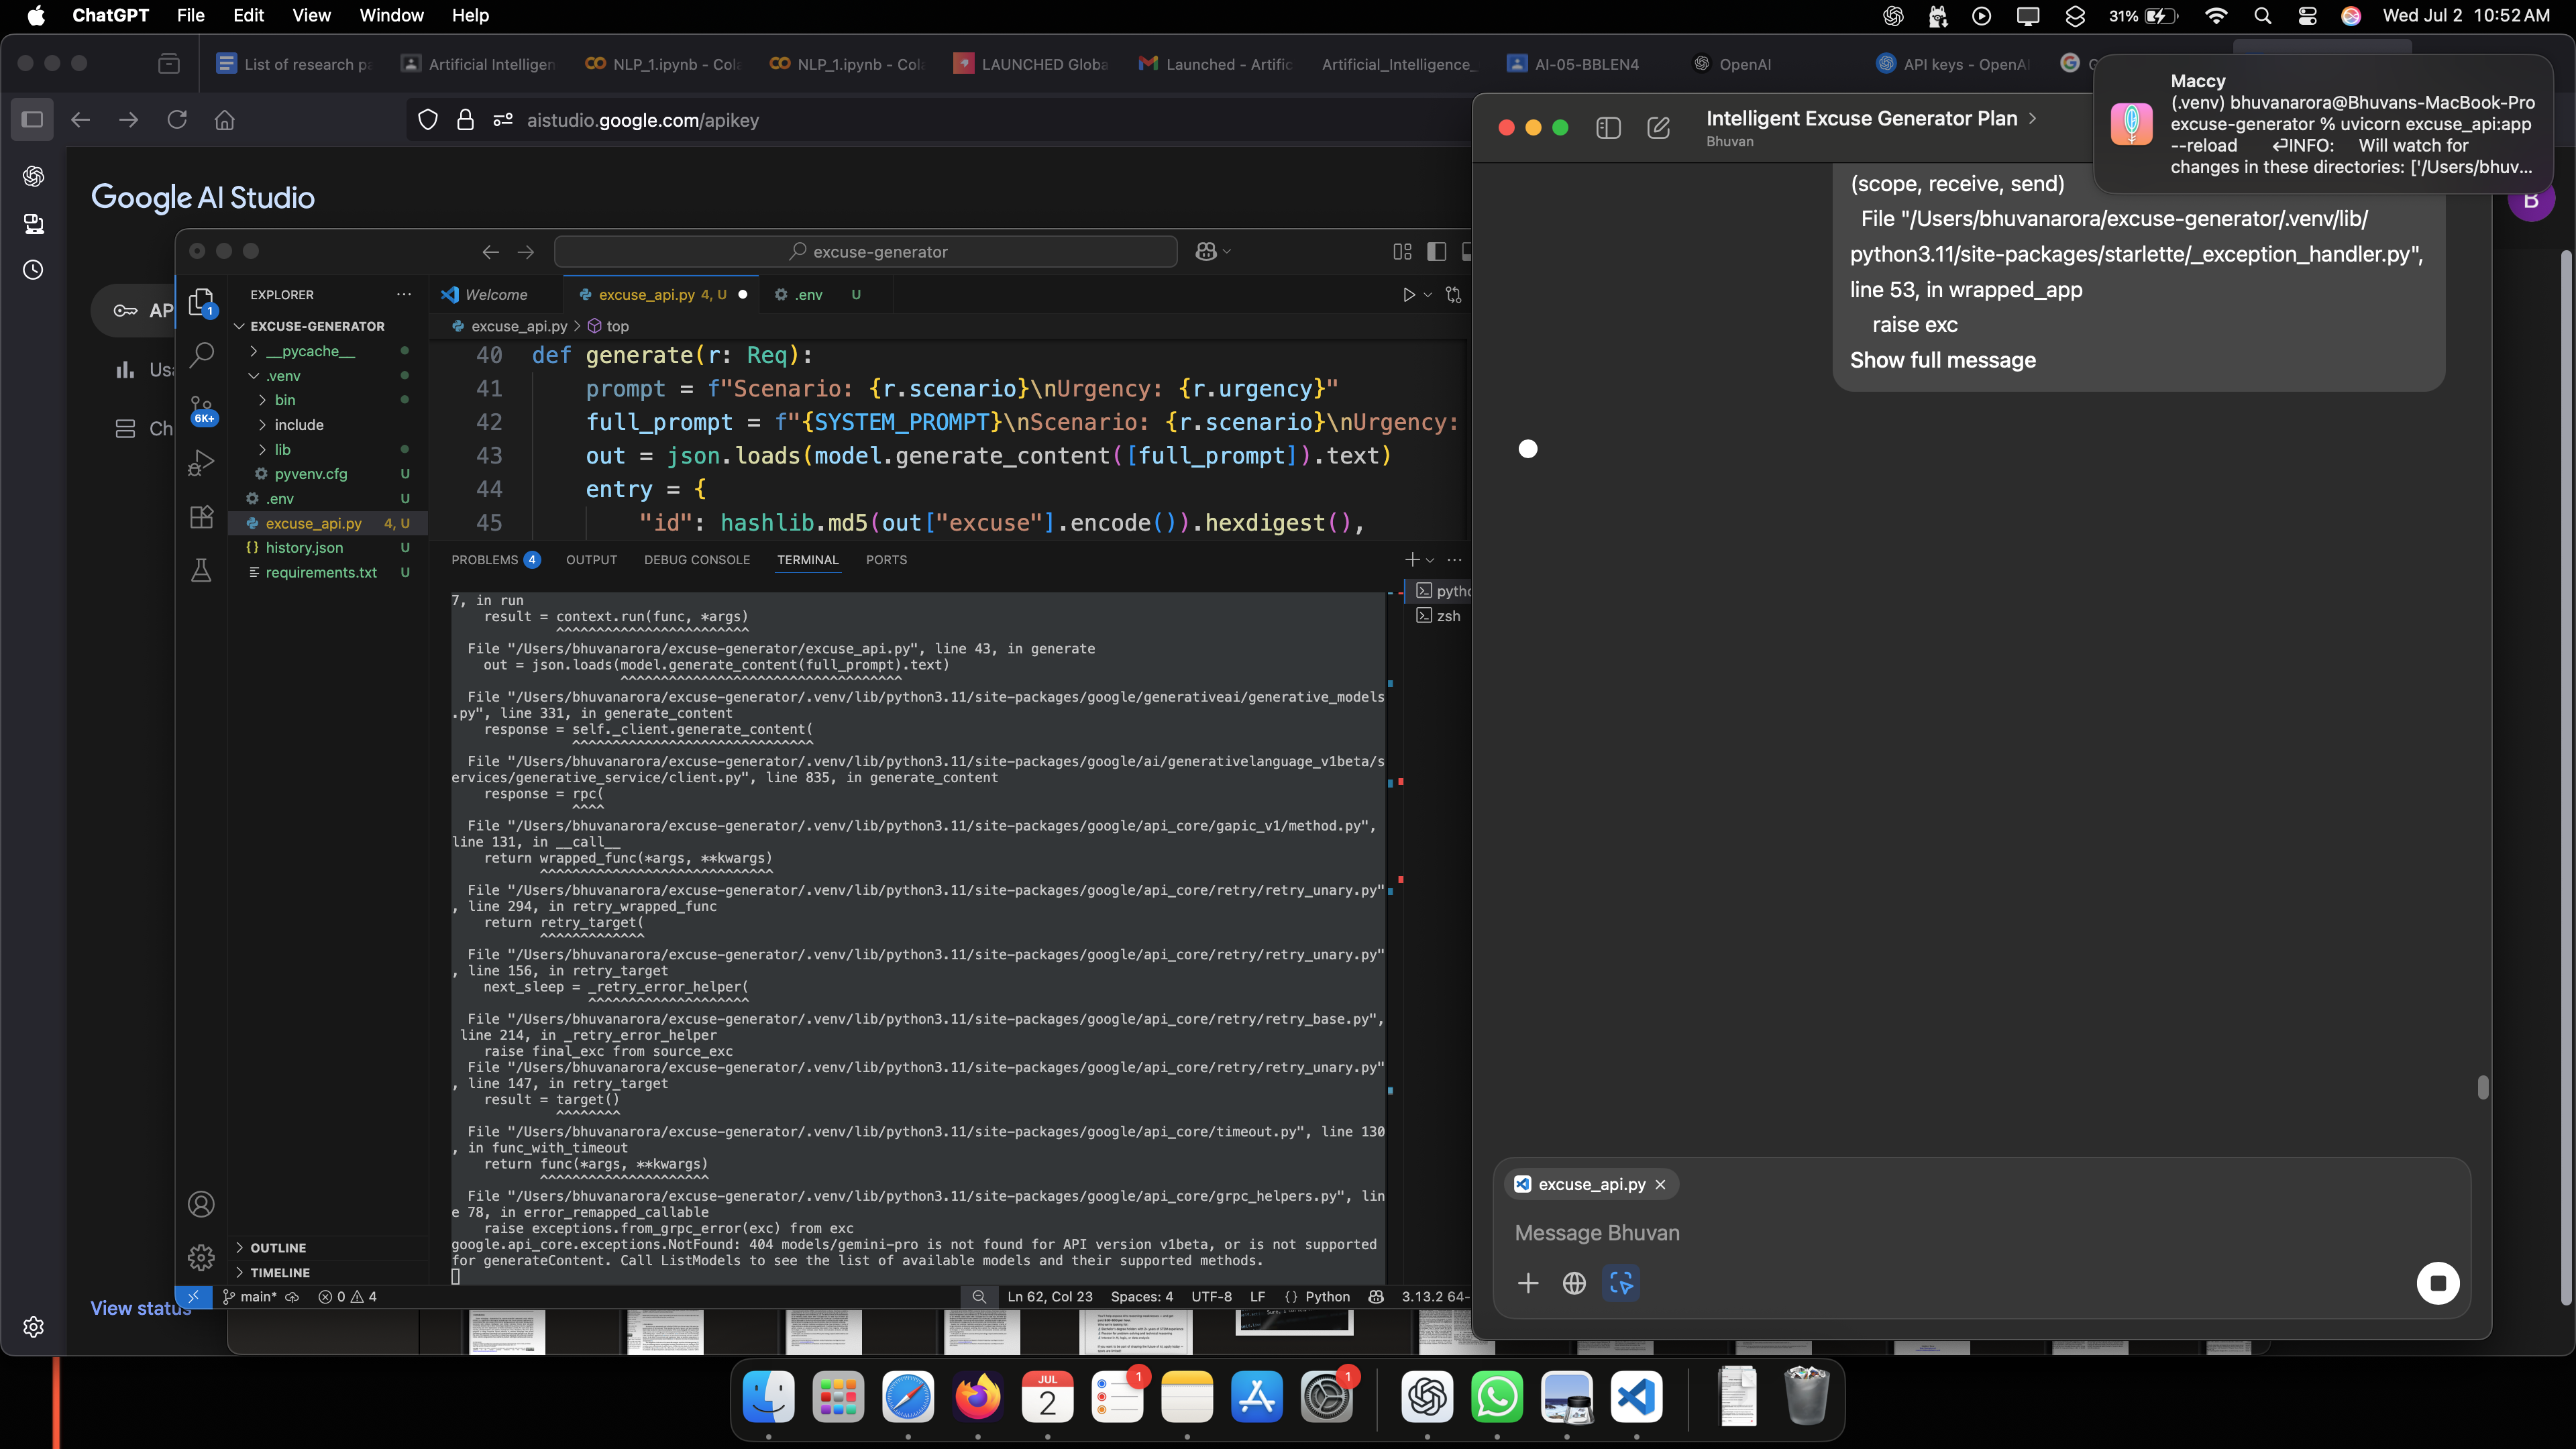 ChatGPT File Edit View Window Help
31% Wed Jul 2 10:52 AM
List of research pa
Artificial Intelligen
NLP_1.ipynb - Cola
NLP_1.ipynb - Cola
LAUNCHED Globa
Launched - Artific
Artificial_Intelligence_
AI-05-BBLEN4
OpenAI
API keys - OpenAI
aistudio.google.com/apikey
Google AI Studio
AP
Usa
Ch
View status
excuse-generator
EXPLORER
EXCUSE-GENERATOR
__pycache__
.venv
bin
include
lib
pyvenv.cfg U
.env U
excuse_api.py 4, U
history.json U
requirements.txt U
OUTLINE
TIMELINE
1
6K+
Welcome
excuse_api.py 4, U
.env U
excuse_api.py > top
40 def generate(r: Req):
41 prompt = f"Scenario: {r.scenario}\nUrgency: {r.urgency}"
42 full_prompt = f"{SYSTEM_PROMPT}\nScenario: {r.scenario}\nUrgency:
43 out = json.loads(model.generate_content([full_prompt]).text)
44 entry = {
45 "id": hashlib.md5(out["excuse"].encode()).hexdigest(),
PROBLEMS 4 OUTPUT DEBUG CONSOLE TERMINAL PORTS
pytho
zsh
7, in run
result = context.run(func, *args)
^^^^^^^^^^^^^^^^^^^^^^^^
File "/Users/bhuvanarora/excuse-generator/excuse_api.py", line 43, in generate
out = json.loads(model.generate_content(full_prompt).text)
^^^^^^^^^^^^^^^^^^^^^^^^^^^^^^^^^^^
File "/Users/bhuvanarora/excuse-generator/.venv/lib/python3.11/site-packages/google/generativeai/generative_models
.py", line 331, in generate_content
response = self._client.generate_content(
^^^^^^^^^^^^^^^^^^^^^^^^^^^^^^
File "/Users/bhuvanarora/excuse-generator/.venv/lib/python3.11/site-packages/google/ai/generativelanguage_v1beta/s
ervices/generative_service/client.py", line 835, in generate_content
response = rpc(
^^^^
File "/Users/bhuvanarora/excuse-generator/.venv/lib/python3.11/site-packages/google/api_core/gapic_v1/method.py",
line 131, in __call__
return wrapped_func(*args, **kwargs)
^^^^^^^^^^^^^^^^^^^^^^^^^^^^^
File "/Users/bhuvanarora/excuse-generator/.venv/lib/python3.11/site-packages/google/api_core/retry/retry_unary.py"
, line 294, in retry_wrapped_func
return retry_target(
^^^^^^^^^^^^^
File "/Users/bhuvanarora/excuse-generator/.venv/lib/python3.11/site-packages/google/api_core/retry/retry_unary.py"
, line 156, in retry_target
next_sleep = _retry_error_helper(
^^^^^^^^^^^^^^^^^^^^
File "/Users/bhuvanarora/excuse-generator/.venv/lib/python3.11/site-packages/google/api_core/retry/retry_base.py",
line 214, in _retry_error_helper
raise final_exc from source_exc
File "/Users/bhuvanarora/excuse-generator/.venv/lib/python3.11/site-packages/google/api_core/retry/retry_unary.py"
, line 147, in retry_target
result = target()
^^^^^^^^
File "/Users/bhuvanarora/excuse-generator/.venv/lib/python3.11/site-packages/google/api_core/timeout.py", line 130
, in func_with_timeout
return func(*args, **kwargs)
^^^^^^^^^^^^^^^^^^^^^
File "/Users/bhuvanarora/excuse-generator/.venv/lib/python3.11/site-packages/google/api_core/grpc_helpers.py", lin
e 78, in error_remapped_callable
raise exceptions.from_grpc_error(exc) from exc
google.api_core.exceptions.NotFound: 404 models/gemini-pro is not found for API version v1beta, or is not supported
for generateContent. Call ListModels to see the list of available models and their supported methods.
main* 0 4
Ln 62, Col 23 Spaces: 4 UTF-8 LF {} Python 3.13.2 64-
Intelligent Excuse Generator Plan >
Bhuvan
Maccy
(.venv) bhuvanarora@Bhuvans-MacBook-Pro
excuse-generator % uvicorn excuse_api:app
--reload ⏎INFO: Will watch for
changes in these directories: ['/Users/bhuv...
B
(scope, receive, send)
File "/Users/bhuvanarora/excuse-generator/.venv/lib/
python3.11/site-packages/starlette/_exception_handler.py",
line 53, in wrapped_app
raise exc
Show full message
excuse_api.py ×
Message Bhuvan
JUL
2
1
1